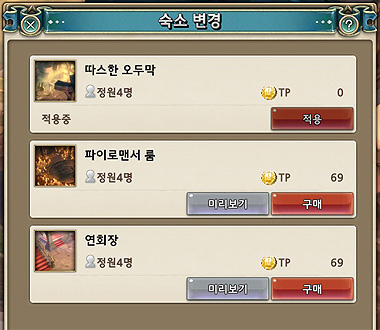 숙소 변경
따스한 오두막
정원4명 TP 0
적용중 적용
파이로맨서 룸
정원4명 TP 69
미리보기 구매
연회장
정원4명 TP 69
미리보기 구매